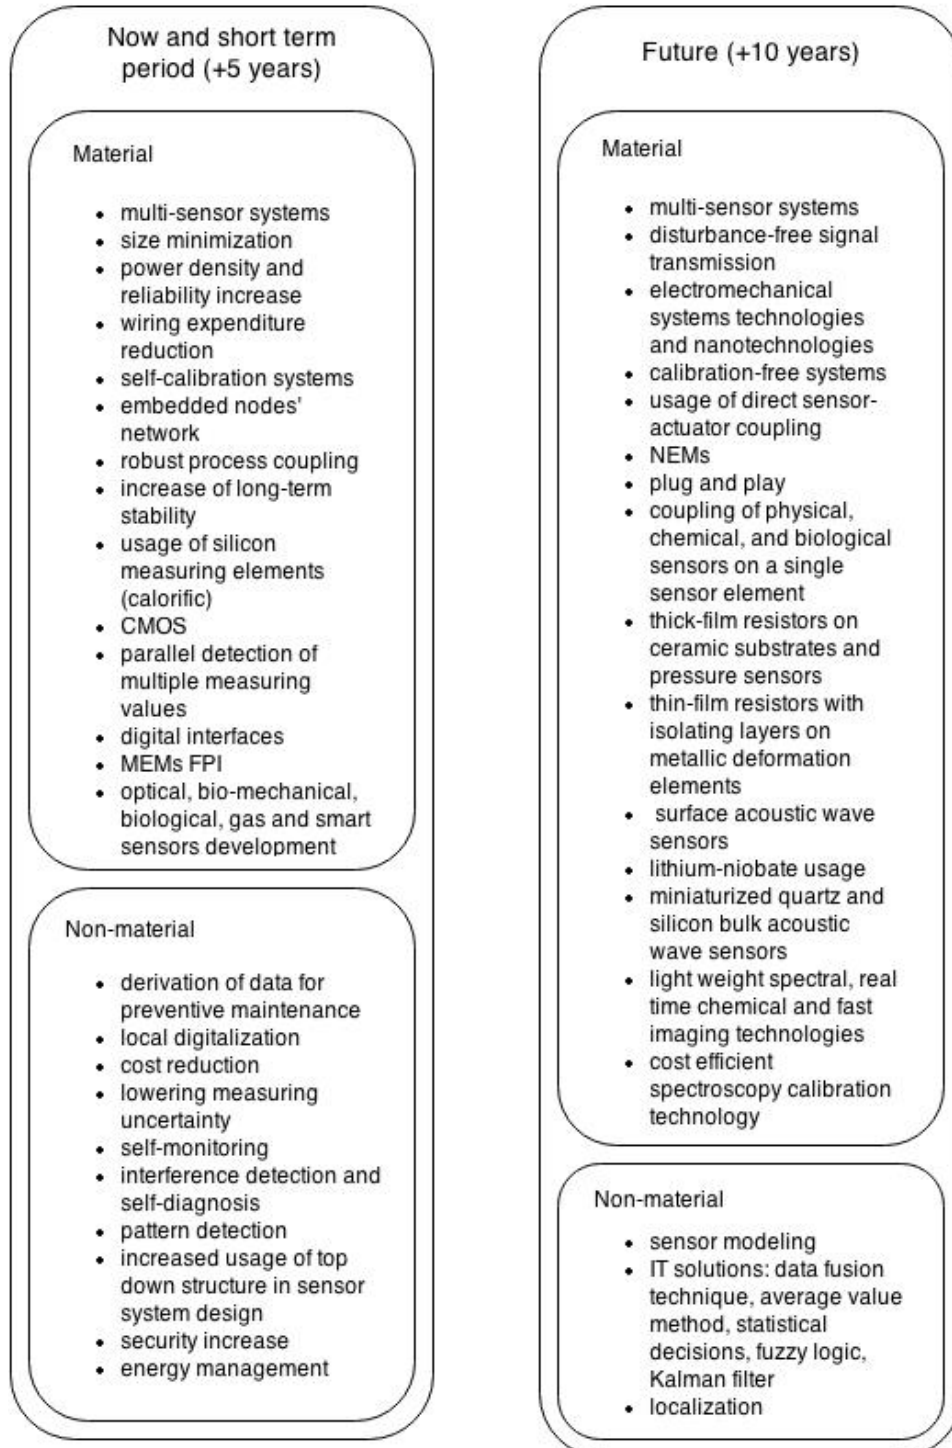 Now and short term
period (+5 years)
Material
• multi-sensor systems
• size minimization
• power density and
reliability increase
• wiring expenditure
reduction
• self-calibration systems
• embedded nodes'
network
• robust process coupling
• increase of long-term
stability
• usage of silicon
measuring elements
(calorific)
• CMOS
• parallel detection of
multiple measuring
values
• digital interfaces
• MEMs FPI
• optical, bio-mechanical,
biological, gas and smart
sensors development
Non-material
• derivation of data for
preventive maintenance
• local digitalization
• cost reduction
• lowering measuring
uncertainty
• self-monitoring
• interference detection and
self-diagnosis
• pattern detection
• increased usage of top
down structure in sensor
system design
• security increase
• energy management
Future (+10 years)
Material
• multi-sensor systems
• disturbance-free signal
transmission
• electromechanical
systems technologies
and nanotechnologies
• calibration-free systems
• usage of direct sensor-
actuator coupling
• NEMs
• plug and play
• coupling of physical,
chemical, and biological
sensors on a single
sensor element
• thick-film resistors on
ceramic substrates and
pressure sensors
• thin-film resistors with
isolating layers on
metallic deformation
elements
• surface acoustic wave
sensors
• lithium-niobate usage
• miniaturized quartz and
silicon bulk acoustic
wave sensors
• light weight spectral, real
time chemical and fast
imaging technologies
• cost efficient
spectroscopy calibration
technology
Non-material
• sensor modeling
• IT solutions: data fusion
technique, average value
method, statistical
decisions, fuzzy logic,
Kalman filter
• localization